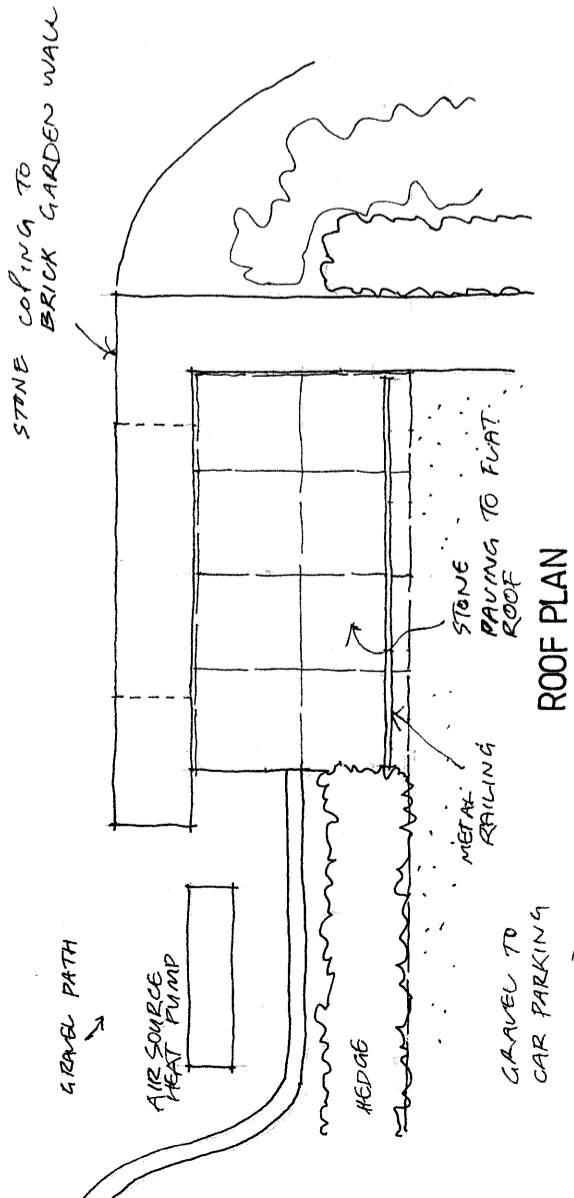 STONE COPING TO
BRICK GARDEN WALL
GRAVEL PATH
AIR SOURCE
HEAT PUMP
HEDGE
METAL
RAILING
STONE
PAVING TO FLAT
ROOF
GRAVEL TO
CAR PARKING
ROOF PLAN